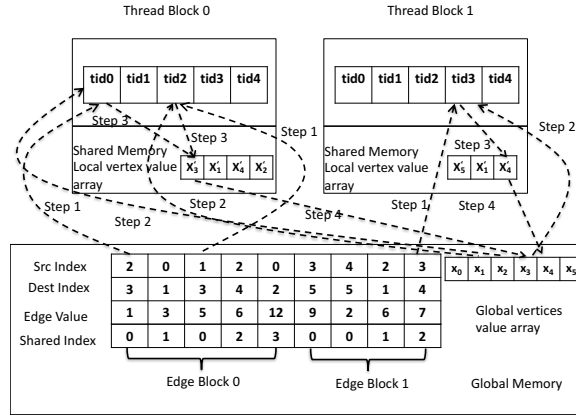 Thread Block 0
Thread Block 1
tid0 tid1 tid2 tid3 tid4
tid0 tid1 tid2 tid3 tid4
Step 3
Step 3
Step 1
Step 3
Step 2
Shared Memory
Local vertex value
array
X'3 X'1 X'4 X'2
Shared Memory
Local vertex value
array
X'5 X'1 X'4
Step 1
Step 2
Step 2
Step 4
Step 1
Step 4
Src Index 2 0 1 2 0 3 4 2 3
Dest Index 3 1 3 4 2 5 5 1 4
Edge Value 1 3 5 6 12 9 2 6 7
Shared Index 0 1 0 2 3 0 0 1 2
x0 x1 x2 x3 x4 x5
Global vertices
value array
Edge Block 0
Edge Block 1
Global Memory